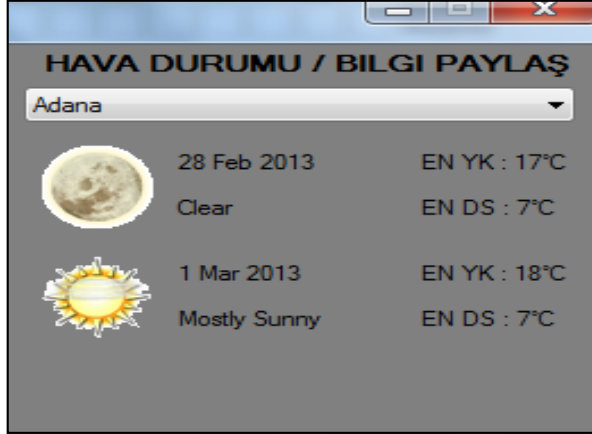 HAVA DURUMU / BILGI PAYLAŞ
Adana
28 Feb 2013 EN YK : 17°C
Clear EN DS : 7°C
1 Mar 2013 EN YK : 18°C
Mostly Sunny EN DS : 7°C